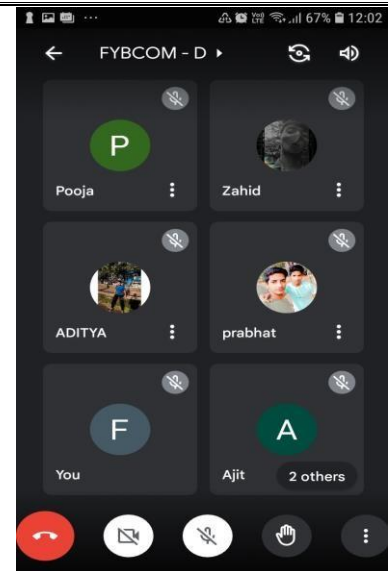 67% 12:02
FYBCOM - D
P
Pooja
Zahid
ADITYA
prabhat
F
A
You
Ajit
2 others